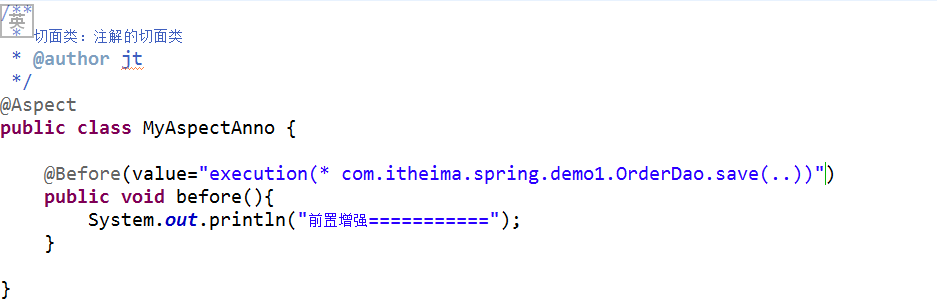 /**
英
* 切面类：注解的切面类
* @author jt
*/
@Aspect
public class MyAspectAnno {
@Before(value="execution(* com.itheima.spring.demo1.OrderDao.save(..))")
public void before(){
System.out.println("前置增强===========");
}
}